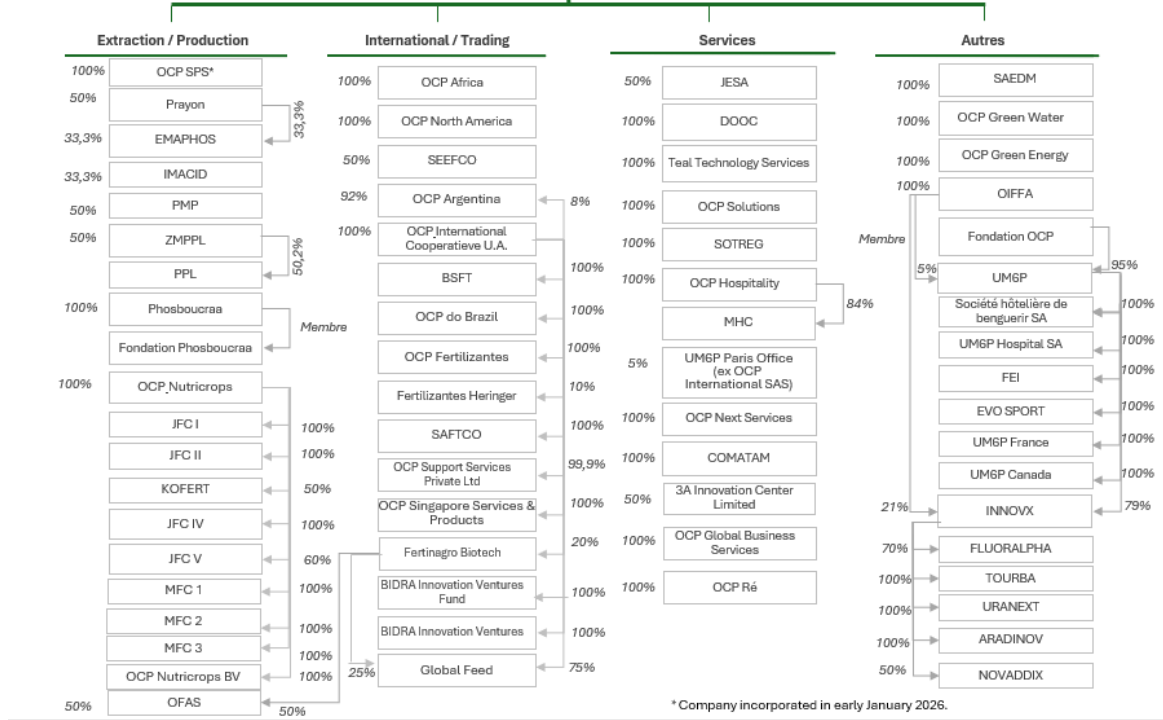 Extraction / Production
100%
OCP SPS*
50%
Prayon
33,3%
33,3%
EMAPHOS
33,3%
IMACID
50%
PMP
50%
ZMPPL
50,2%
PPL
100%
Phosboucraa
Membre
Fondation Phosboucraa
100%
OCP Nutricrops
JFC I
100%
JFC II
100%
KOFERT
50%
JFC IV
100%
JFC V
60%
MFC 1
100%
MFC 2
100%
MFC 3
100%
OCP Nutricrops BV
100%
50%
OFAS
50%
International / Trading
100%
OCP Africa
100%
OCP North America
50%
SEEFCO
92%
OCP Argentina
8%
100%
OCP International
Cooperatieve U.A.
BSFT
100%
OCP do Brazil
100%
OCP Fertilizantes
100%
Fertilizantes Heringer
10%
SAFTCO
100%
OCP Support Services
Private Ltd
99,9%
OCP Singapore Services &
Products
100%
Fertinagro Biotech
20%
BIDRA Innovation Ventures
Fund
100%
BIDRA Innovation Ventures
100%
25%
Global Feed
75%
Services
50%
JESA
100%
DOOC
100%
Teal Technology Services
100%
OCP Solutions
100%
SOTREG
100%
OCP Hospitality
84%
MHC
5%
UM6P Paris Office
(ex OCP
International SAS)
100%
OCP Next Services
100%
COMATAM
50%
3A Innovation Center
Limited
100%
OCP Global Business
Services
100%
OCP Ré
Autres
100%
SAEDM
100%
OCP Green Water
100%
OCP Green Energy
100%
OIFFA
Membre
Fondation OCP
5%
95%
UM6P
Société hôtelière de
benguerir SA
100%
UM6P Hospital SA
100%
FEI
100%
EVO SPORT
100%
UM6P France
100%
UM6P Canada
100%
21%
INNOVX
79%
70%
FLUORALPHA
100%
TOURBA
100%
URANEXT
100%
ARADINOV
50%
NOVADDIX
* Company incorporated in early January 2026.